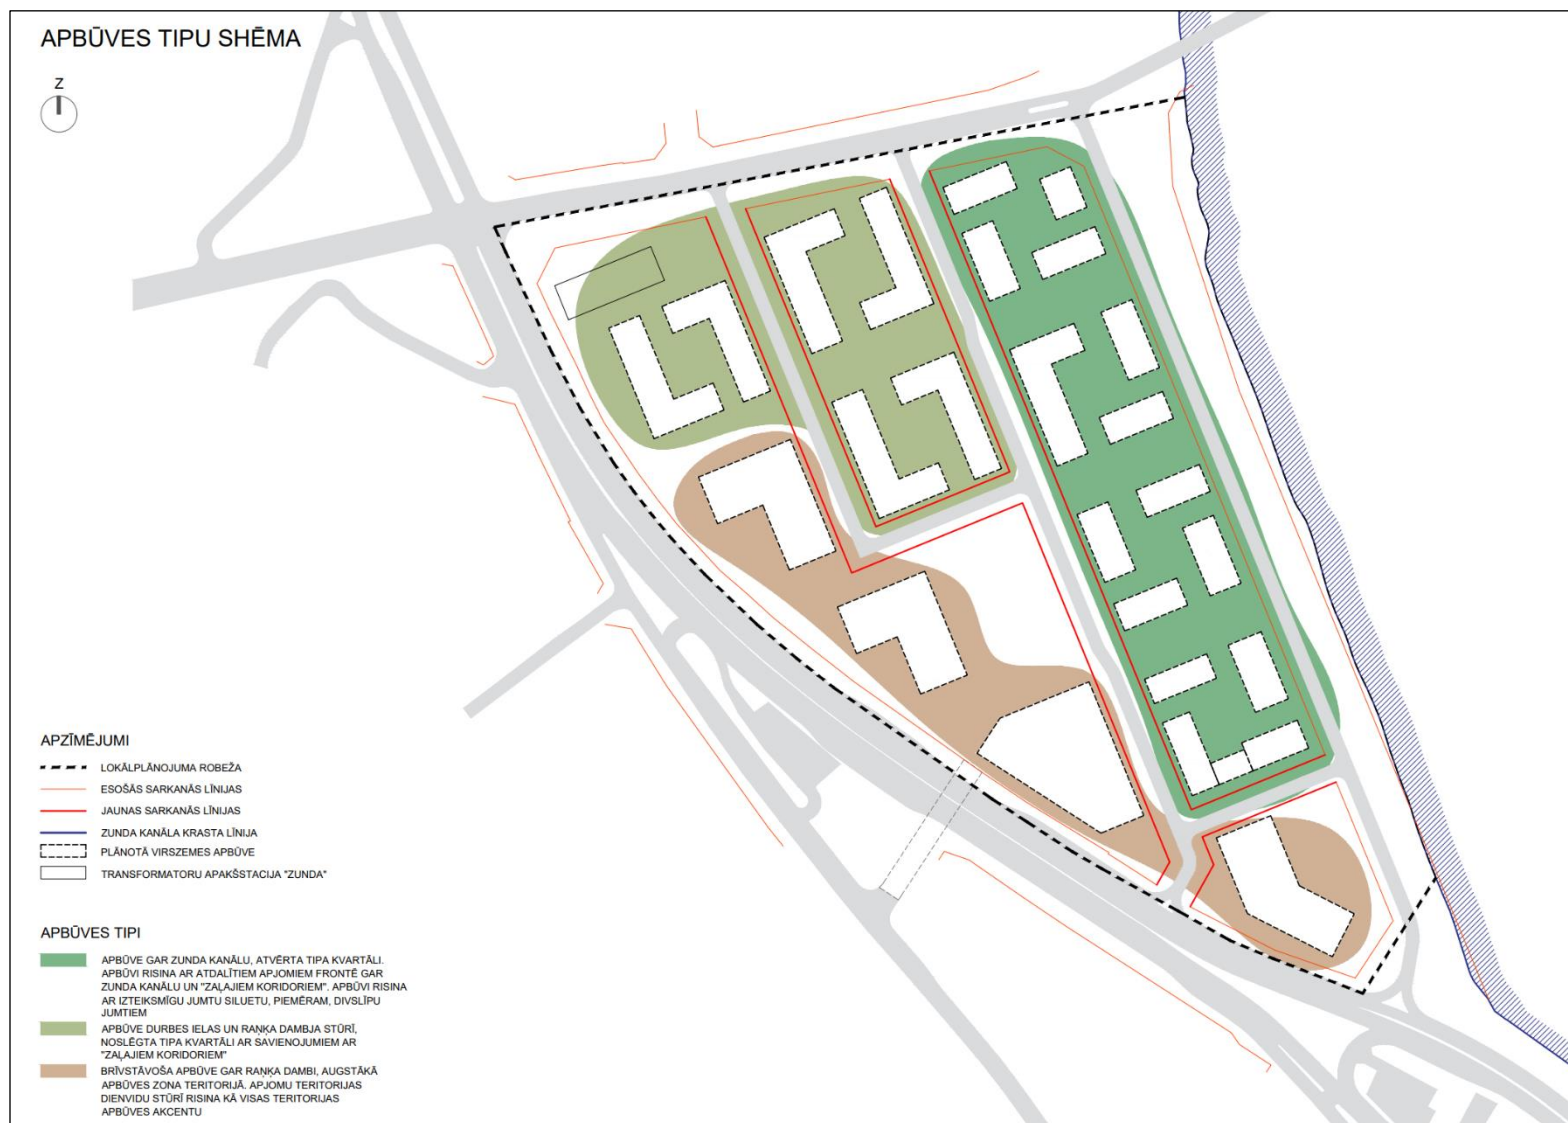 APBŪVES TIPU SHĒMA
Z
APZĪMĒJUMI
LOKĀLPLĀNOJUMA ROBEŽA
ESOŠĀS SARKANĀS LĪNIJAS
JAUNAS SARKANĀS LĪNIJAS
ZUNDA KANĀLA KRASTA LĪNIJA
PLĀNOTĀ VIRSZEMES APBŪVE
TRANSFORMATORU APAKŠSTACIJA "ZUNDA"
APBŪVES TIPI
APBŪVE GAR ZUNDA KANĀLU, ATVĒRTA TIPA KVARTĀLI.
APBŪVI RISINA AR ATDALĪTIEM APJOMIEM FRONTĒ GAR
ZUNDA KANĀLU UN "ZAĻAJIEM KORIDORIEM". APBŪVI RISINA
AR IZTEIKSMĪGU JUMTU SILUETU, PIEMĒRAM, DIVSLĪPU
JUMTIEM
APBŪVE DURBES IELAS UN RAŅĶA DAMBJA STŪRĪ,
NOSLĒGTA TIPA KVARTĀLI AR SAVIENOJUMIEM AR
"ZAĻAJIEM KORIDORIEM"
BRĪVSTĀVOŠA APBŪVE GAR RAŅĶA DAMBI, AUGSTĀKĀ
APBŪVES ZONA TERITORIJĀ. APJOMU TERITORIJAS
DIENVIDU STŪRĪ RISINA KĀ VISAS TERITORIJAS
APBŪVES AKCENTU